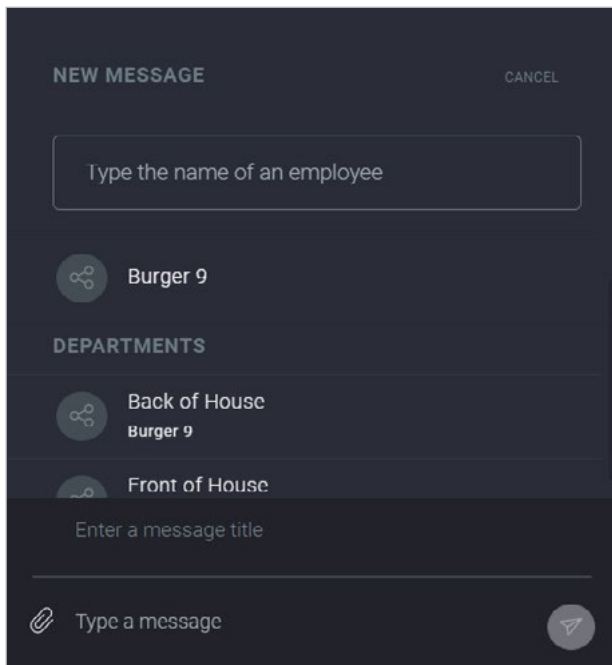 NEW MESSAGE
CANCEL
Type the name of an employee
Burger 9
DEPARTMENTS
Back of House
Burger 9
Front of House
Enter a message title
Type a message